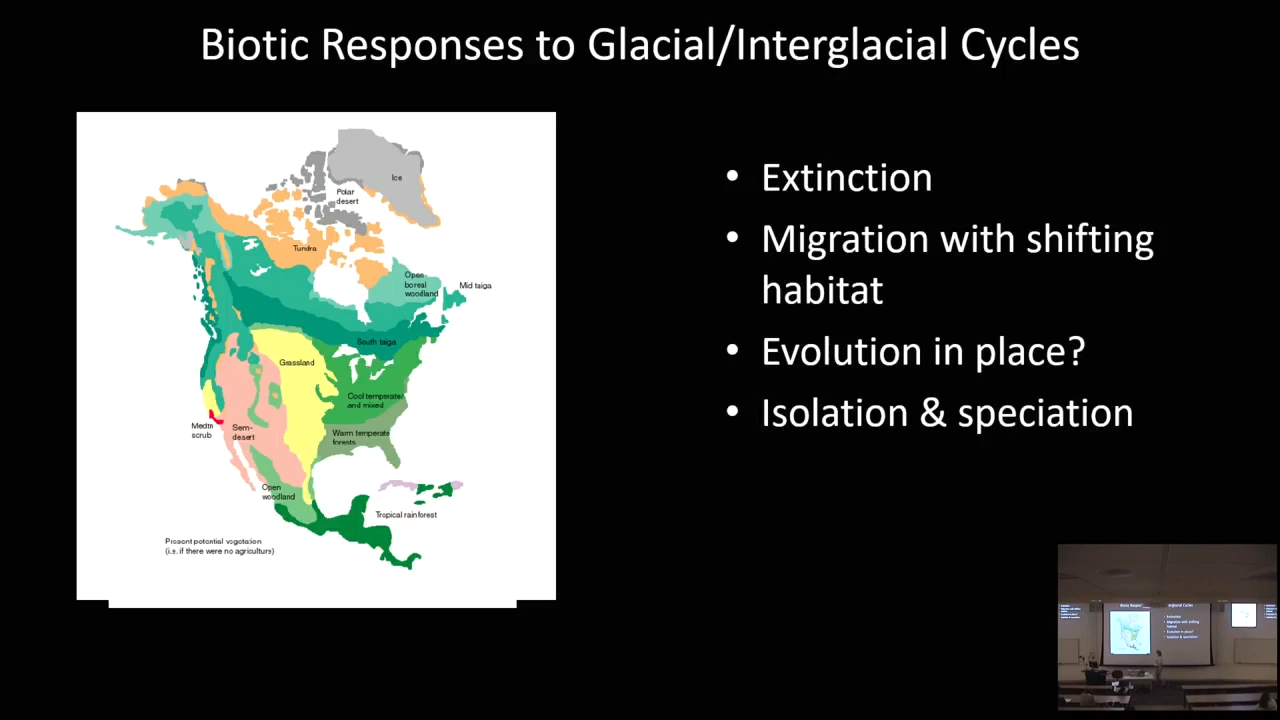 Biotic Responses to Glacial/Interglacial Cycles
Ice
Polar
desert
Tundra
Open
boreal
woodland
Mid taiga
South taiga
Grassland
Cool temperate
and mixed
Medtn
scrub
Semi-
desert
Warm temperate
forests
Open
woodland
Tropical rainforest
Present potential vegetation
(i.e. if there were no agriculture)
• Extinction
• Migration with shifting
habitat
• Evolution in place?
• Isolation & speciation